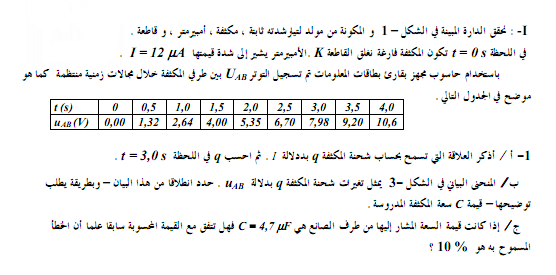 I- : نحقق الدارة المبينة في الشكل – 1 و المكونة من مولد لتيارشدته ثابتة ، مكثفة ، أمبيرمتر ، و قاطعة .
في اللحظة t = 0 s تكون المكثفة فارغة نغلق القاطعة K . الأمبيرمتر يشير إلى شدة قيمتها I = 12 µA .
باستخدام حاسوب مجهز بقارئ بطاقات المعلومات تم تسجيل التوتر UAB بين طرفي المكثفة خلال مجالات زمنية منتظمة كما هو
موضح في الجدول التالي .
t (s) 0 0,5 1,0 1,5 2,0 2,5 3,0 3,5 4,0
uAB (V) 0,00 1,32 2,64 4,00 5,35 6,70 7,98 9,20 10,6
1– أ / أذكر العلاقة التي تسمح بحساب شحنة المكثفة q بدلالة I . ثم احسب q في اللحظة t = 3,0 s .
ب/ المنحنى البياني في الشكل –3 يمثل تغيرات شحنة المكثفة q بدلالة uAB . حدد انطلاقا من هذا البيان – وبطريقة يطلب
توضيحها – قيمة C سعة المكثفة المدروسة .
ج/ إذا كانت قيمة السعة المشار إليها من طرف الصانع هي C = 4,7 µF فهل تتفق مع القيمة المحسوبة سابقا علما أن الخطأ
المسموح به هو 10 % ؟